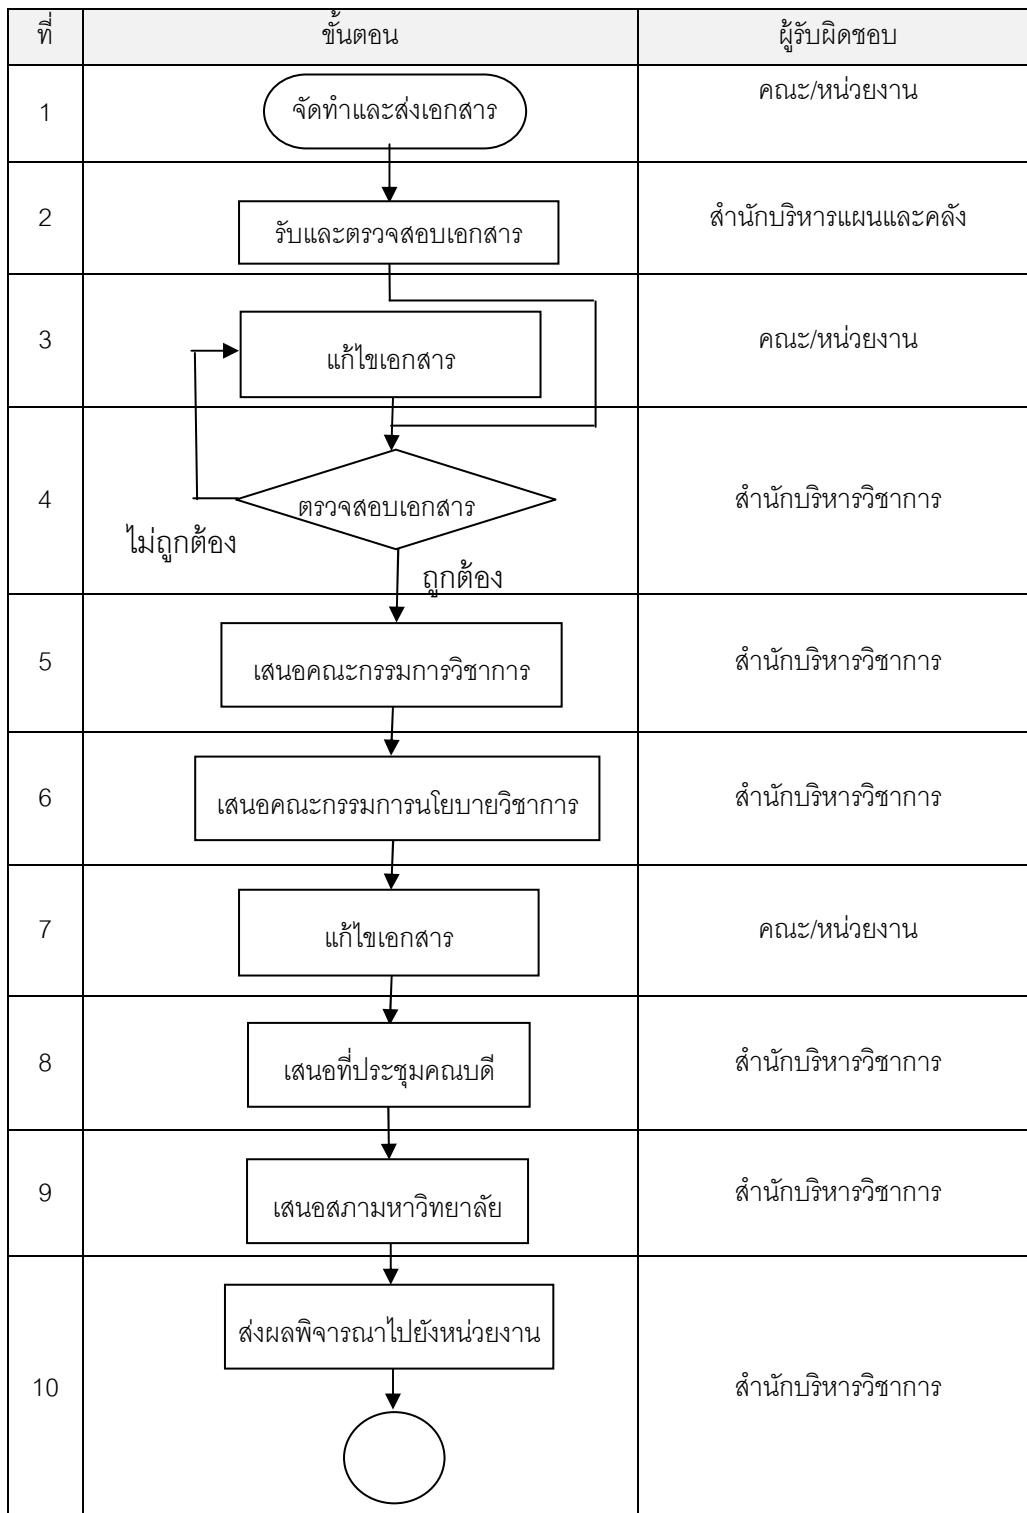 ที่ ขั้นตอน ผู้รับผิดชอบ
1 จัดทำและส่งเอกสาร คณะ/หน่วยงาน
2 รับและตรวจสอบเอกสาร สำนักบริหารแผนและคลัง
3 แก้ไขเอกสาร คณะ/หน่วยงาน
4 ตรวจสอบเอกสาร สำนักบริหารวิชาการ
ไม่ถูกต้อง
ถูกต้อง
5 เสนอคณะกรรมการวิชาการ สำนักบริหารวิชาการ
6 เสนอคณะกรรมการนโยบายวิชาการ สำนักบริหารวิชาการ
7 แก้ไขเอกสาร คณะ/หน่วยงาน
8 เสนอที่ประชุมคณบดี สำนักบริหารวิชาการ
9 เสนอสภามหาวิทยาลัย สำนักบริหารวิชาการ
ส่งผลพิจารณาไปยังหน่วยงาน
10 สำนักบริหารวิชาการ